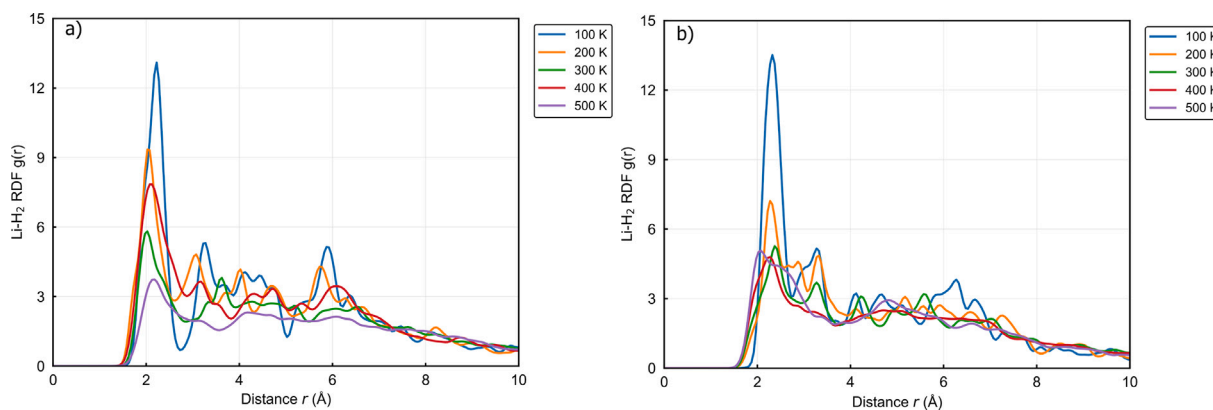 a)
15
12
9
6
3
0
Li-H₂ RDF g(r)
0 2 4 6 8 10
Distance r (Å)
100 K
200 K
300 K
400 K
500 K
b)
15
12
9
6
3
0
Li-H₂ RDF g(r)
0 2 4 6 8 10
Distance r (Å)
100 K
200 K
300 K
400 K
500 K